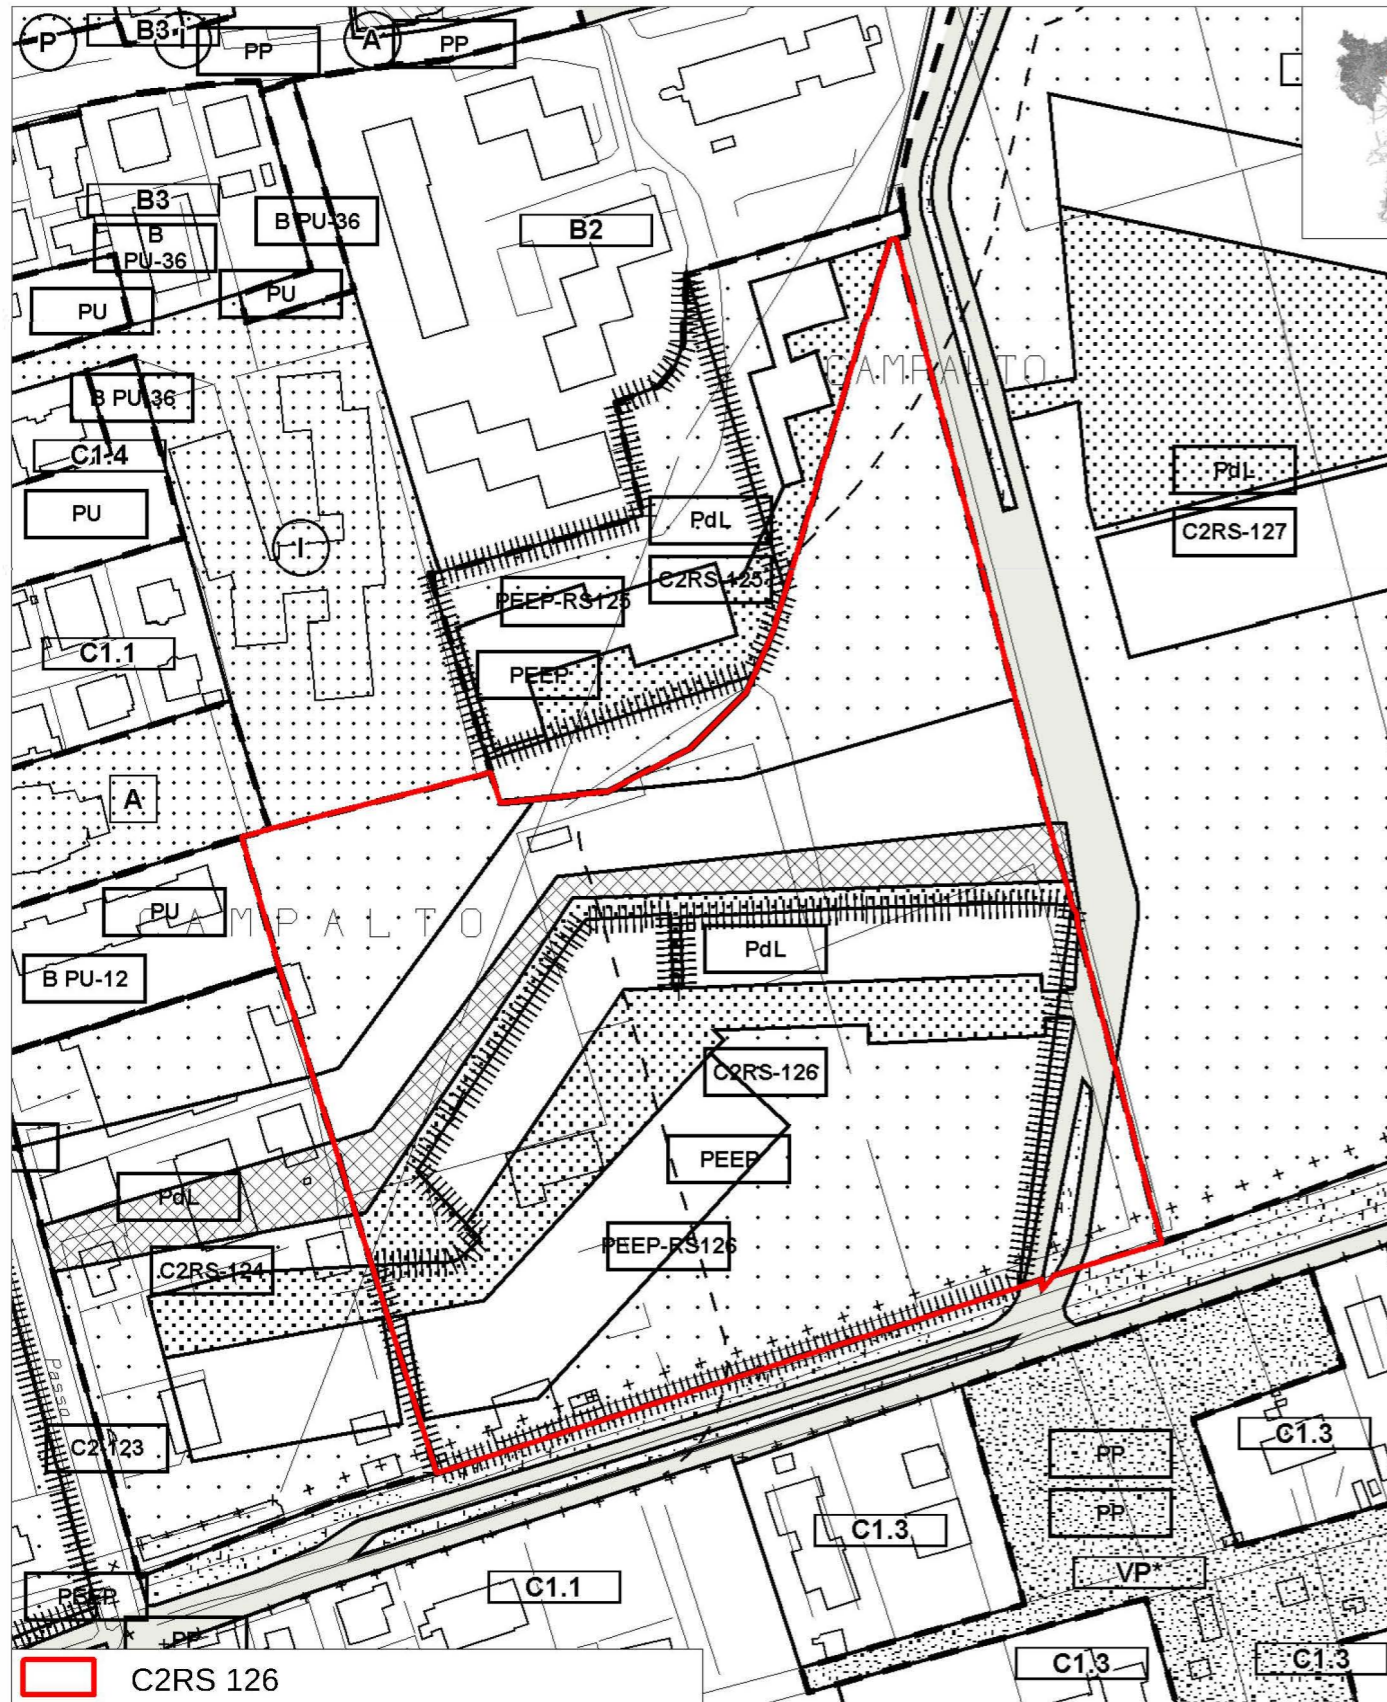 P
B3
I
PP
A
PP
B3
B
PU-36
B PU-36
B2
PU
PU
CAMPALTO
B PU-36
C1.4
PdL
PU
PdL
C2RS-127
I
C2RS-125
PEEP-RS125
C1.1
PEEP
A
PU
CAMPALTO
PdL
B PU-12
C2RS-126
PEEP
PdL
PEEP-RS126
C2RS-124
Passo
C2-123
C1.3
PP
PP
C1.3
VP*
C1.1
PEEP
PP
C1.3
C1.3
C2RS 126